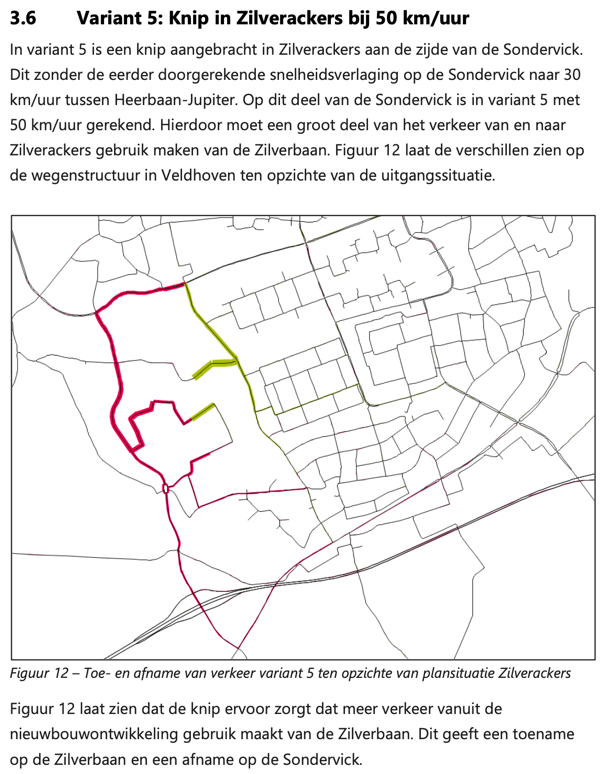 3.6 Variant 5: Knip in Zilverackers bij 50 km/uur
In variant 5 is een knip aangebracht in Zilverackers aan de zijde van de Sondervick.
Dit zonder de eerder doorgerekende snelheidsverlaging op de Sondervick naar 30
km/uur tussen Heerbaan-Jupiter. Op dit deel van de Sondervick is in variant 5 met
50 km/uur gerekend. Hierdoor moet een groot deel van het verkeer van en naar
Zilverackers gebruik maken van de Zilverbaan. Figuur 12 laat de verschillen zien op
de wegenstructuur in Veldhoven ten opzichte van de uitgangssituatie.
Figuur 12 – Toe- en afname van verkeer variant 5 ten opzichte van plansituatie Zilverackers
Figuur 12 laat zien dat de knip ervoor zorgt dat meer verkeer vanuit de
nieuwbouwontwikkeling gebruik maakt van de Zilverbaan. Dit geeft een toename
op de Zilverbaan en een afname op de Sondervick.